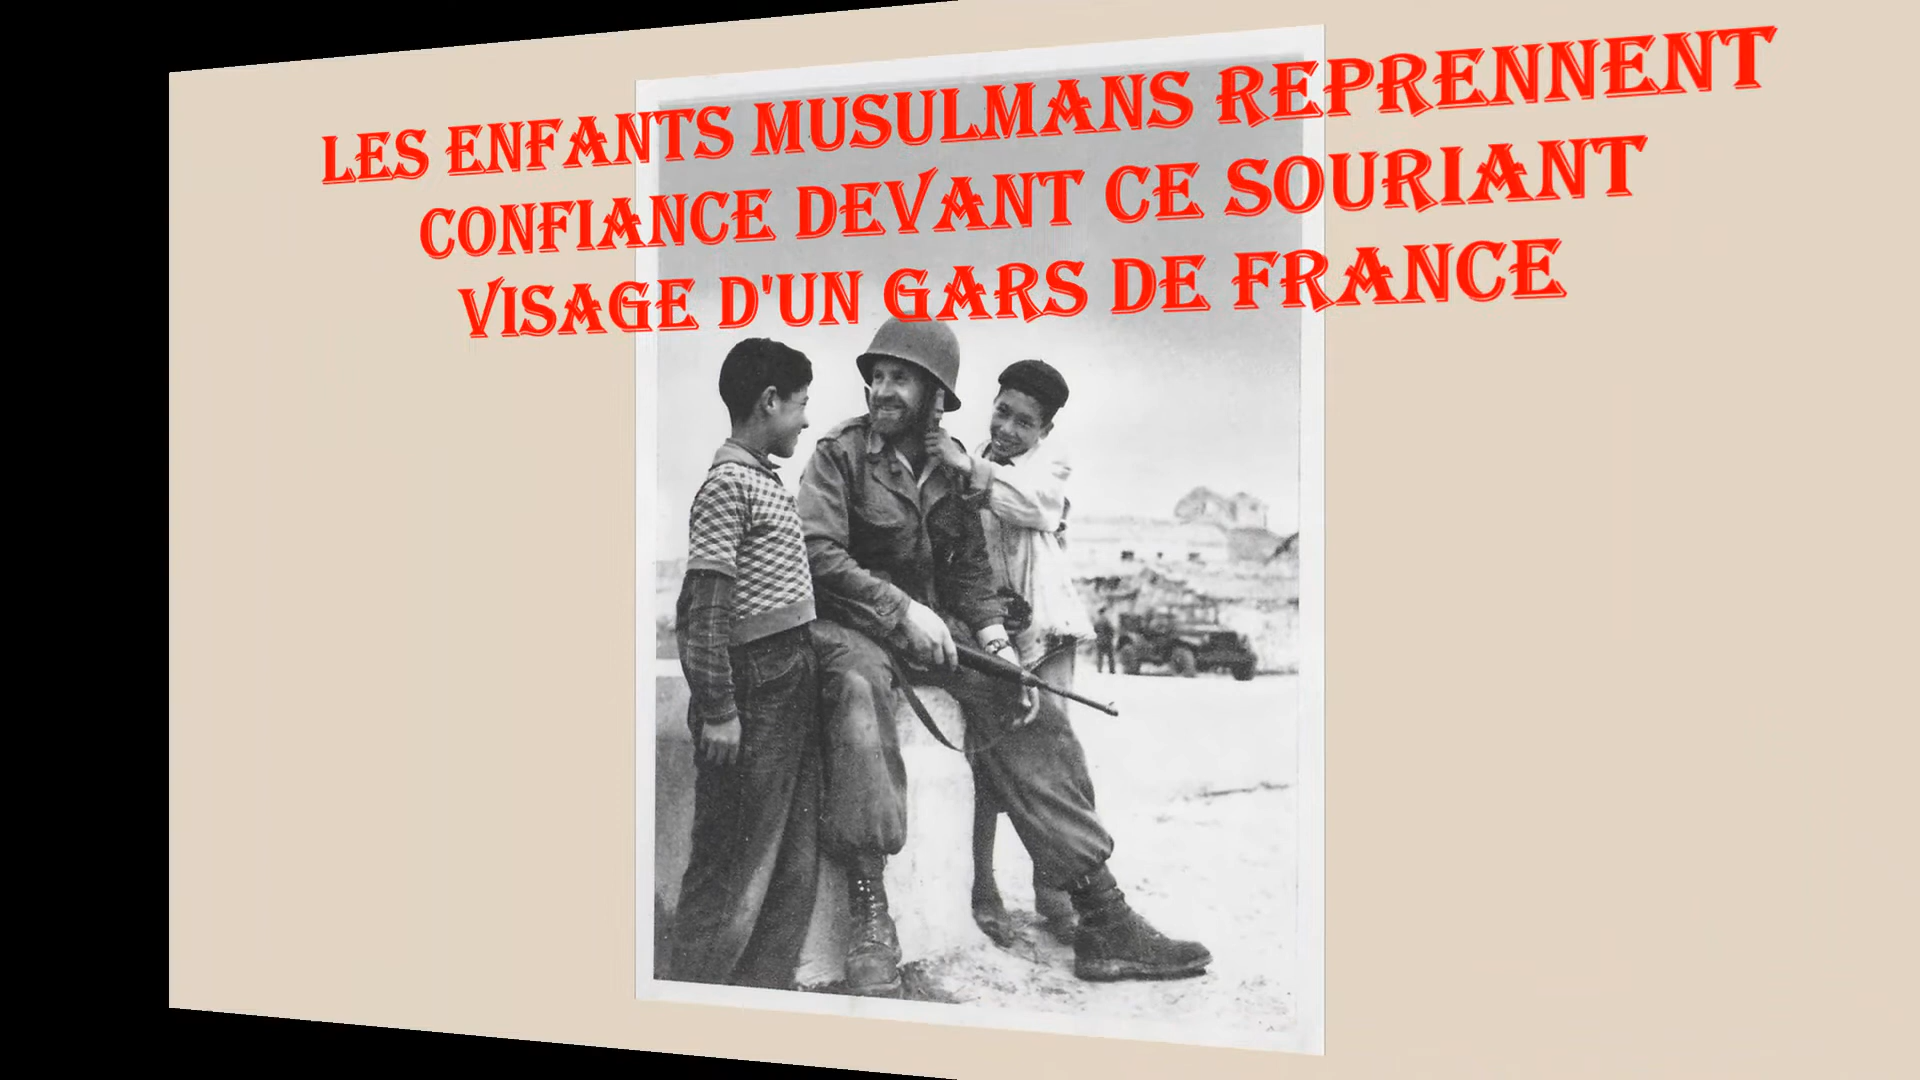 LES ENFANTS MUSULMANS REPRENNENT
CONFIANCE DEVANT CE SOURIANT
VISAGE D'UN GARS DE FRANCE